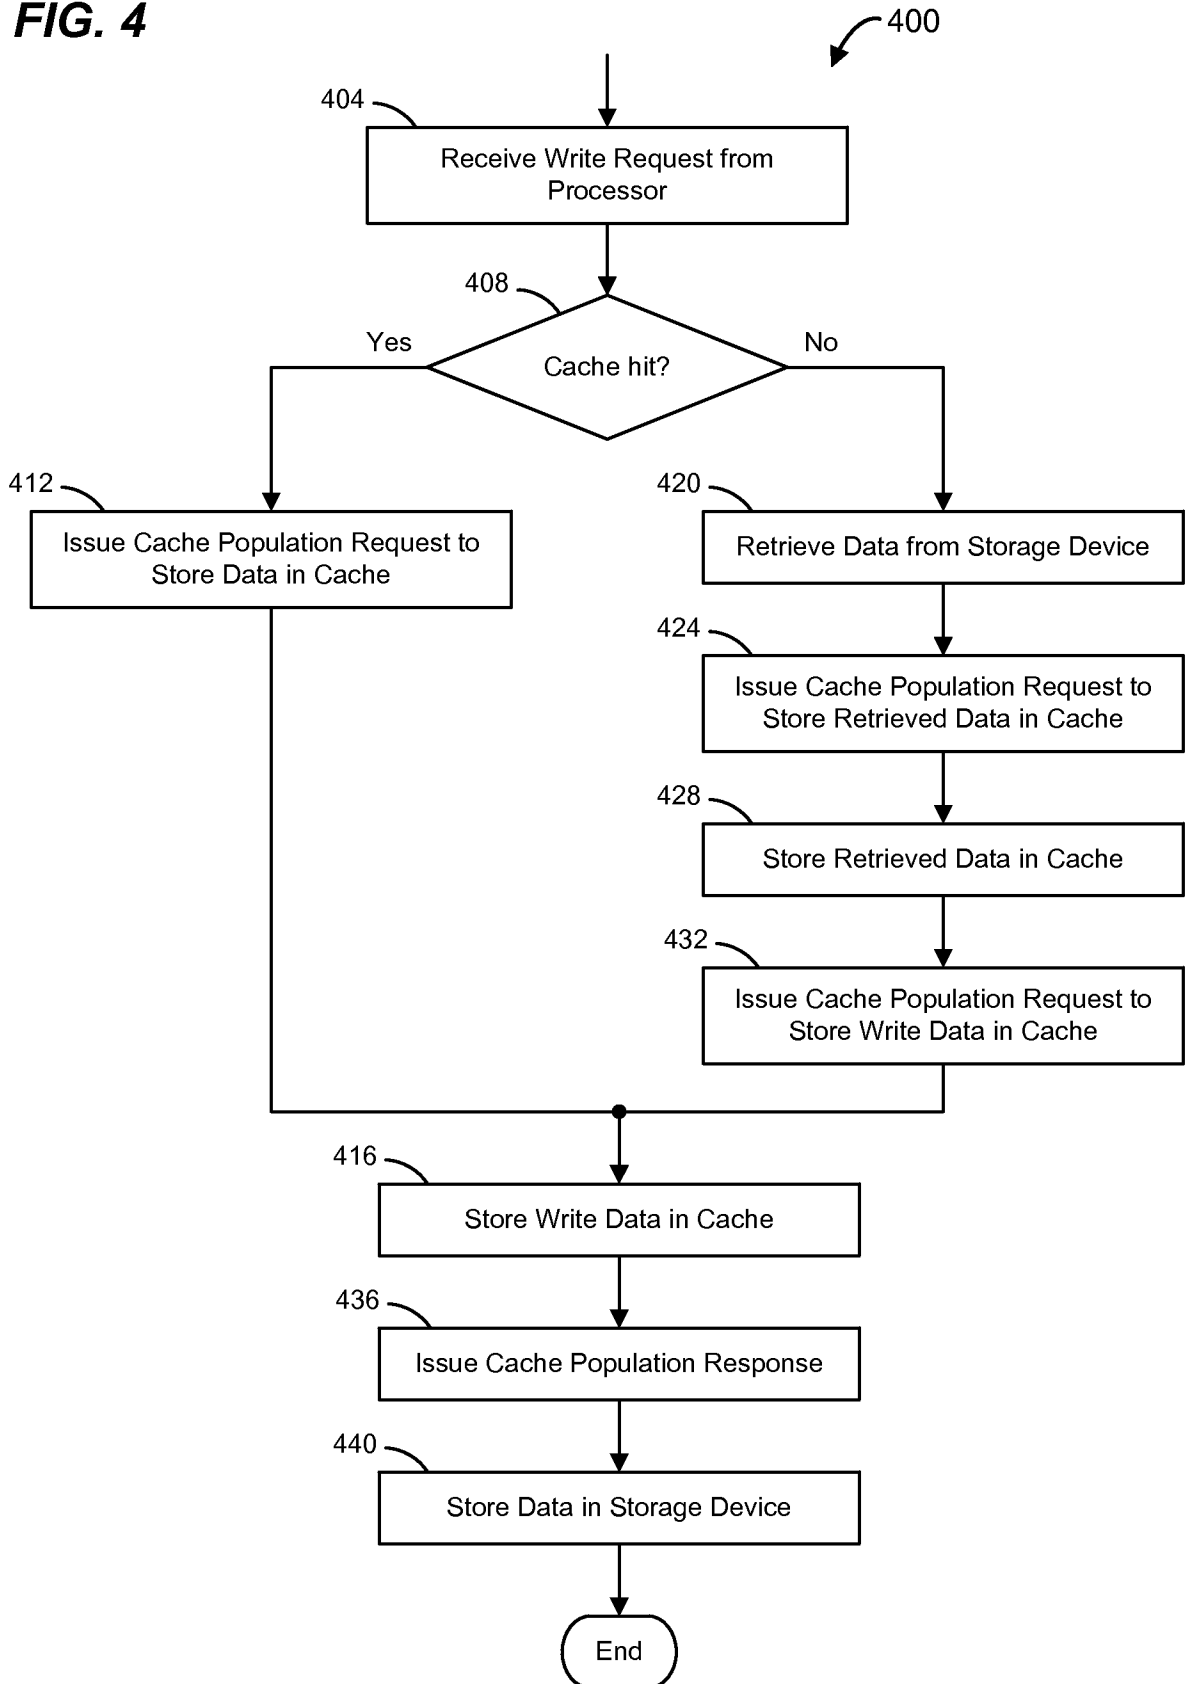 FIG. 4
400
404
Receive Write Request from
Processor
408
Yes
No
Cache hit?
412
Issue Cache Population Request to
Store Data in Cache
420
Retrieve Data from Storage Device
424
Issue Cache Population Request to
Store Retrieved Data in Cache
428
Store Retrieved Data in Cache
432
Issue Cache Population Request to
Store Write Data in Cache
416
Store Write Data in Cache
436
Issue Cache Population Response
440
Store Data in Storage Device
End